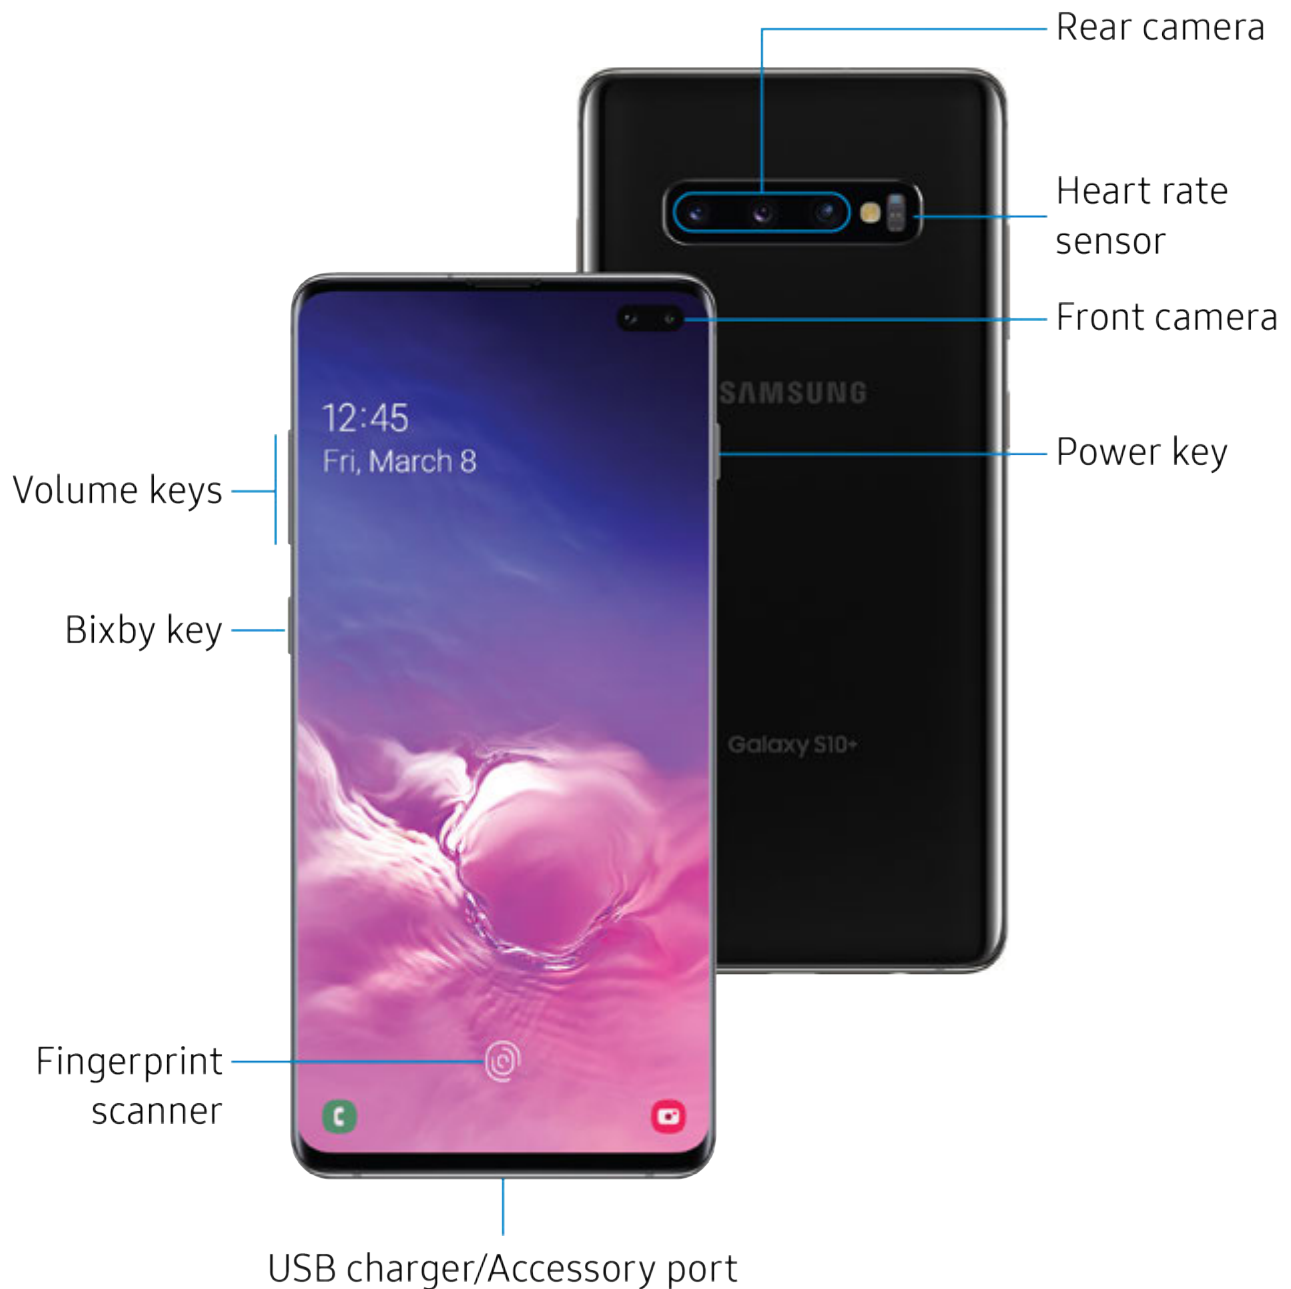 Rear camera
Heart rate
sensor
Front camera
SAMSUNG
12:45
Fri, March 8
Power key
Volume keys
Bixby key
Galaxy S10+
Fingerprint
scanner
USB charger/Accessory port